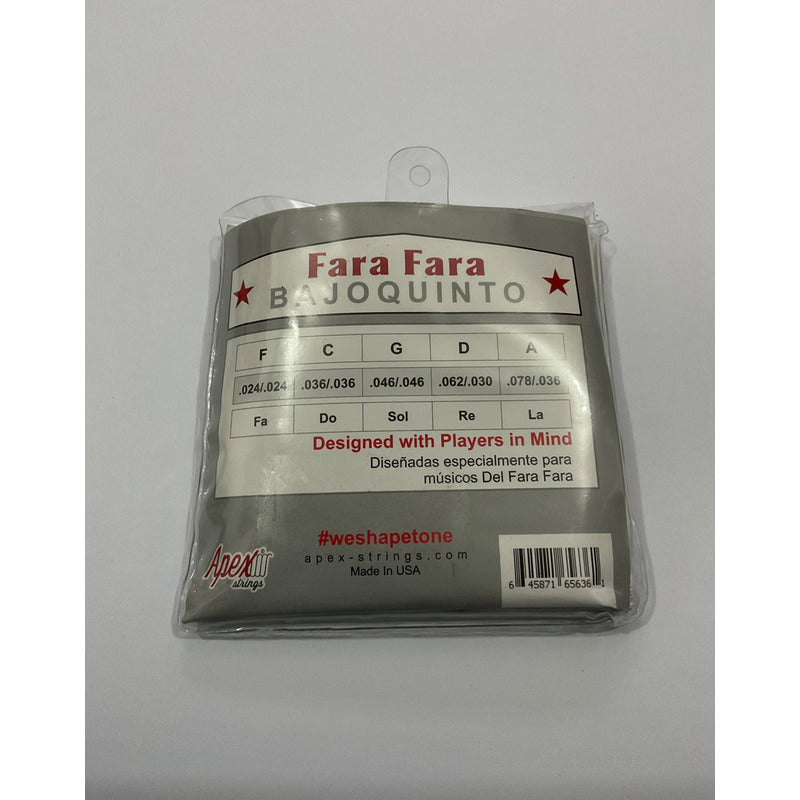 Fara Fara
BAJOQUINTO
F C G D A
.024/.024 .036/.036 .046/.046 .062/.030 .078/.036
Fa Do Sol Re La
Designed with Players in Mind
Diseñadas especialmente para
músicos Del Fara Fara
#weshapetone
apex-strings.com
Made In USA
Apex
strings
6 45871 65636 1